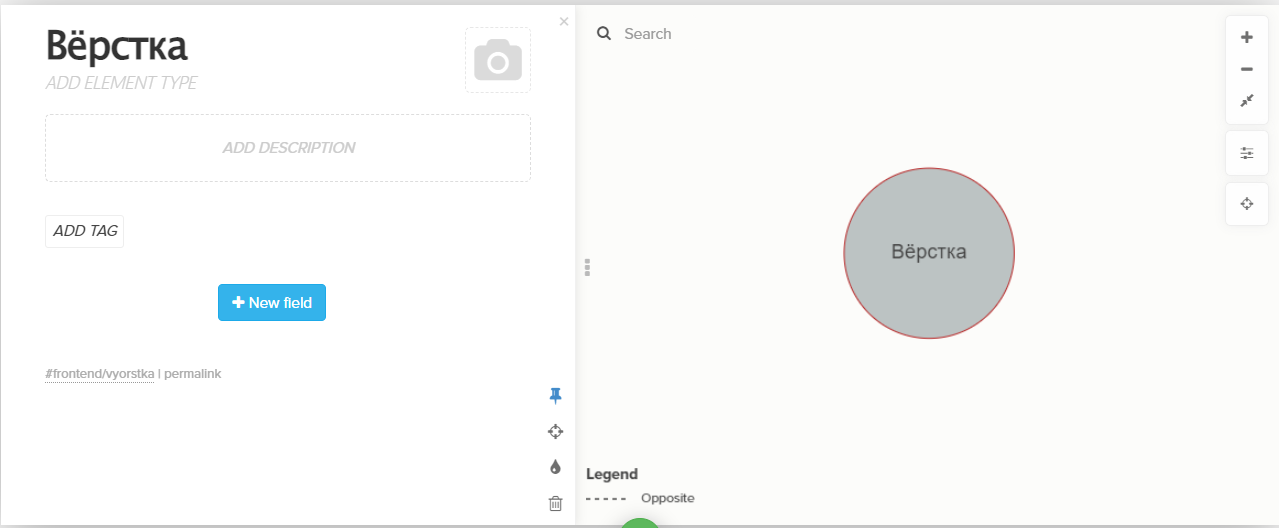 Вёрстка
ADD ELEMENT TYPE
ADD DESCRIPTION
ADD TAG
New field
#frontend/vyorstka | permalink
Search
Вёрстка
Legend
Opposite